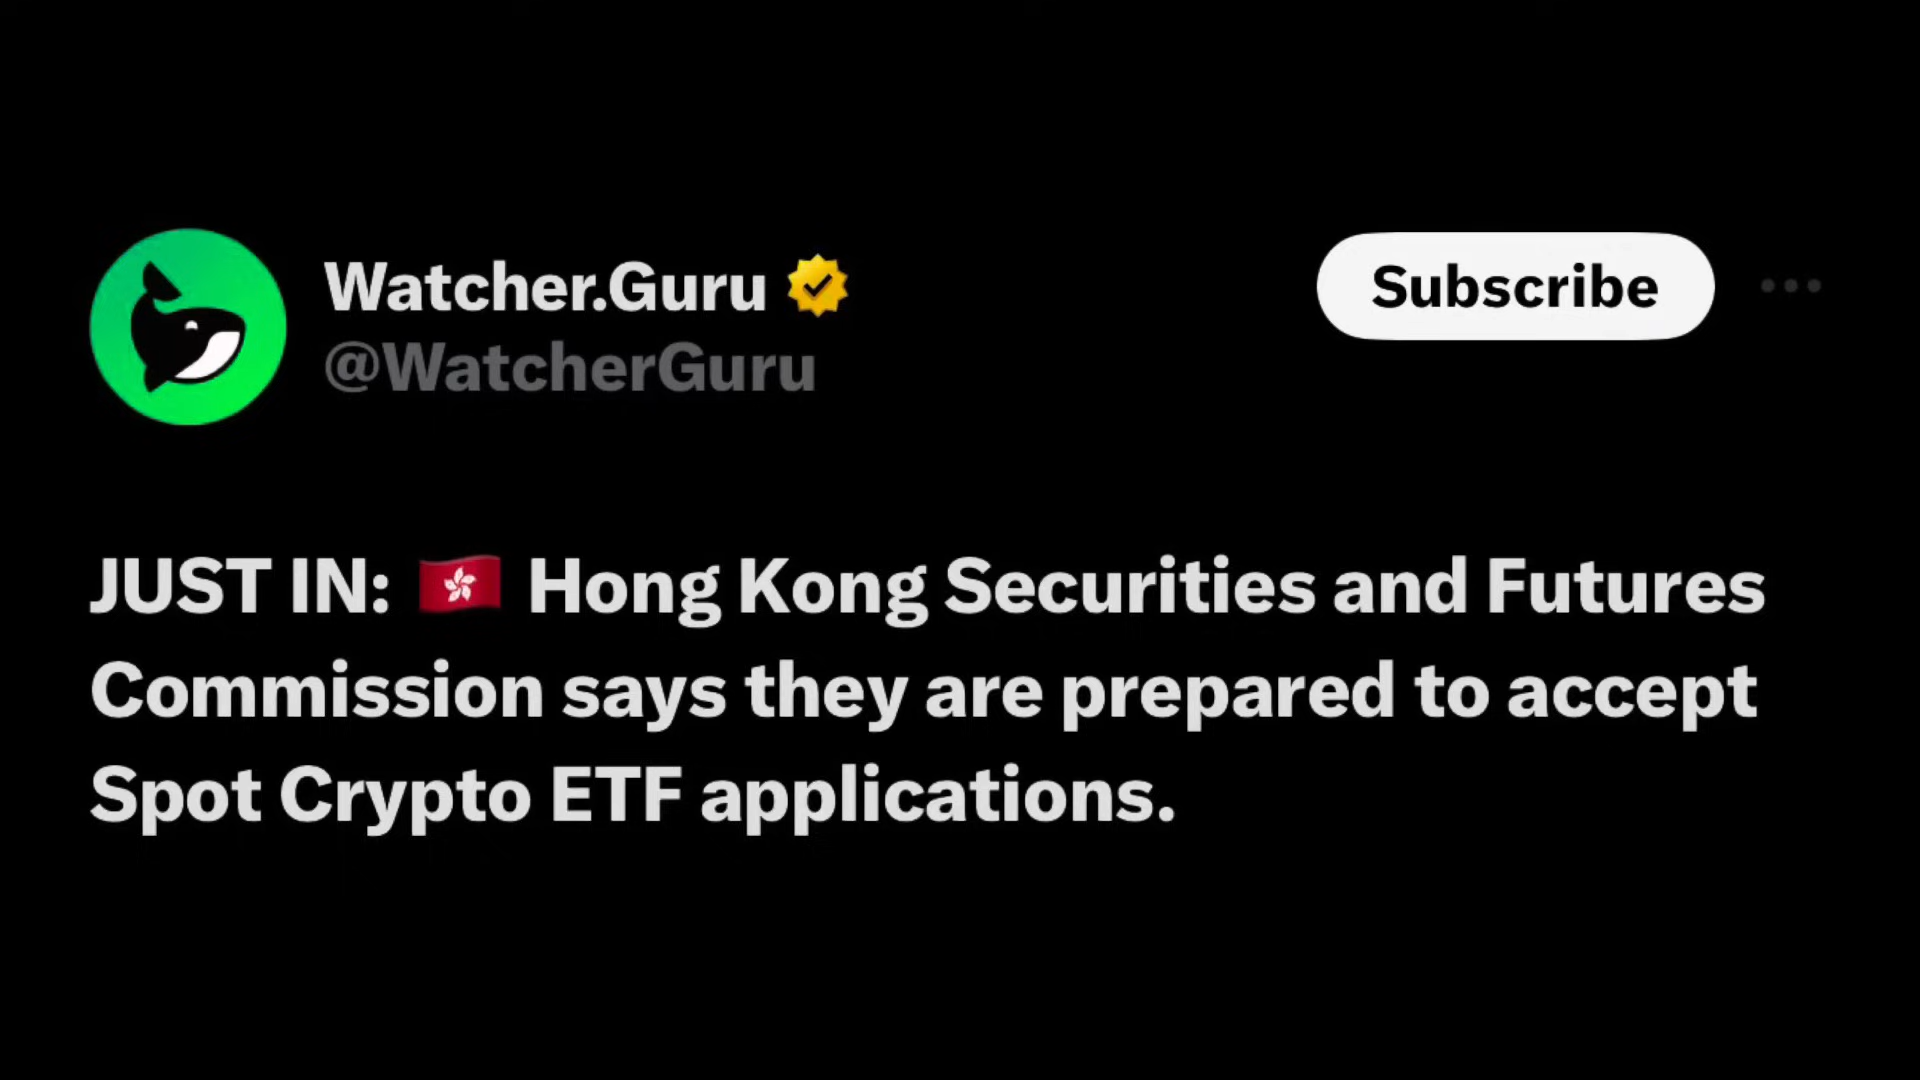 Watcher.Guru
@WatcherGuru
Subscribe
JUST IN: 🇭🇰 Hong Kong Securities and Futures
Commission says they are prepared to accept
Spot Crypto ETF applications.